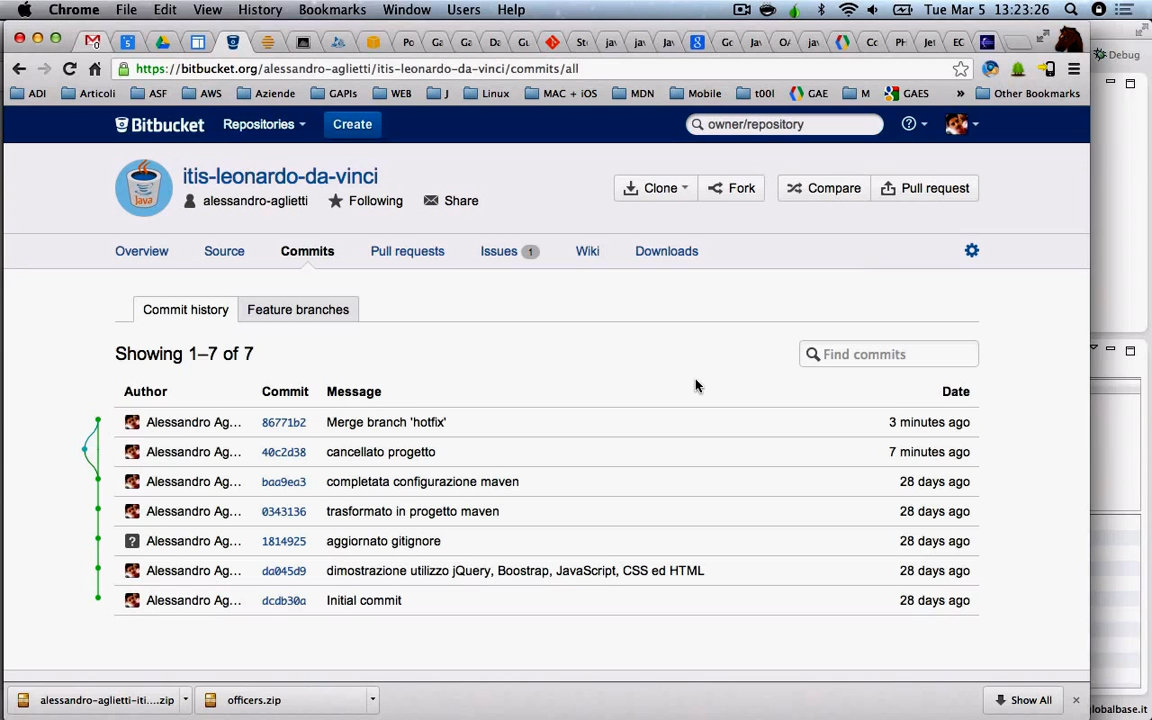 Chrome File Edit View History Bookmarks Window Users Help Tue Mar 5 13:23:26
Debug
https://bitbucket.org/alessandro-aglietti/itis-leonardo-da-vinci/commits/all
ADI Articoli ASF AWS Aziende GAPIs WEB J Linux MAC + iOS MDN Mobile t00l GAE M GAES » Other Bookmarks
Bitbucket Repositories Create owner/repository
Java
itis-leonardo-da-vinci
alessandro-aglietti Following Share
Clone Fork Compare Pull request
Overview Source Commits Pull requests Issues 1 Wiki Downloads
Commit history Feature branches
Showing 1–7 of 7
Find commits
Author Commit Message Date
Alessandro Ag... 86771b2 Merge branch 'hotfix' 3 minutes ago
Alessandro Ag... 40c2d38 cancellato progetto 7 minutes ago
Alessandro Ag... baa9ea3 completata configurazione maven 28 days ago
Alessandro Ag... 0343136 trasformato in progetto maven 28 days ago
Alessandro Ag... 1814925 aggiornato gitignore 28 days ago
Alessandro Ag... da045d9 dimostrazione utilizzo jQuery, Boostrap, JavaScript, CSS ed HTML 28 days ago
Alessandro Ag... dcdb30a Initial commit 28 days ago
alessandro-aglietti-iti....zip officers.zip Show All
globalbase.it